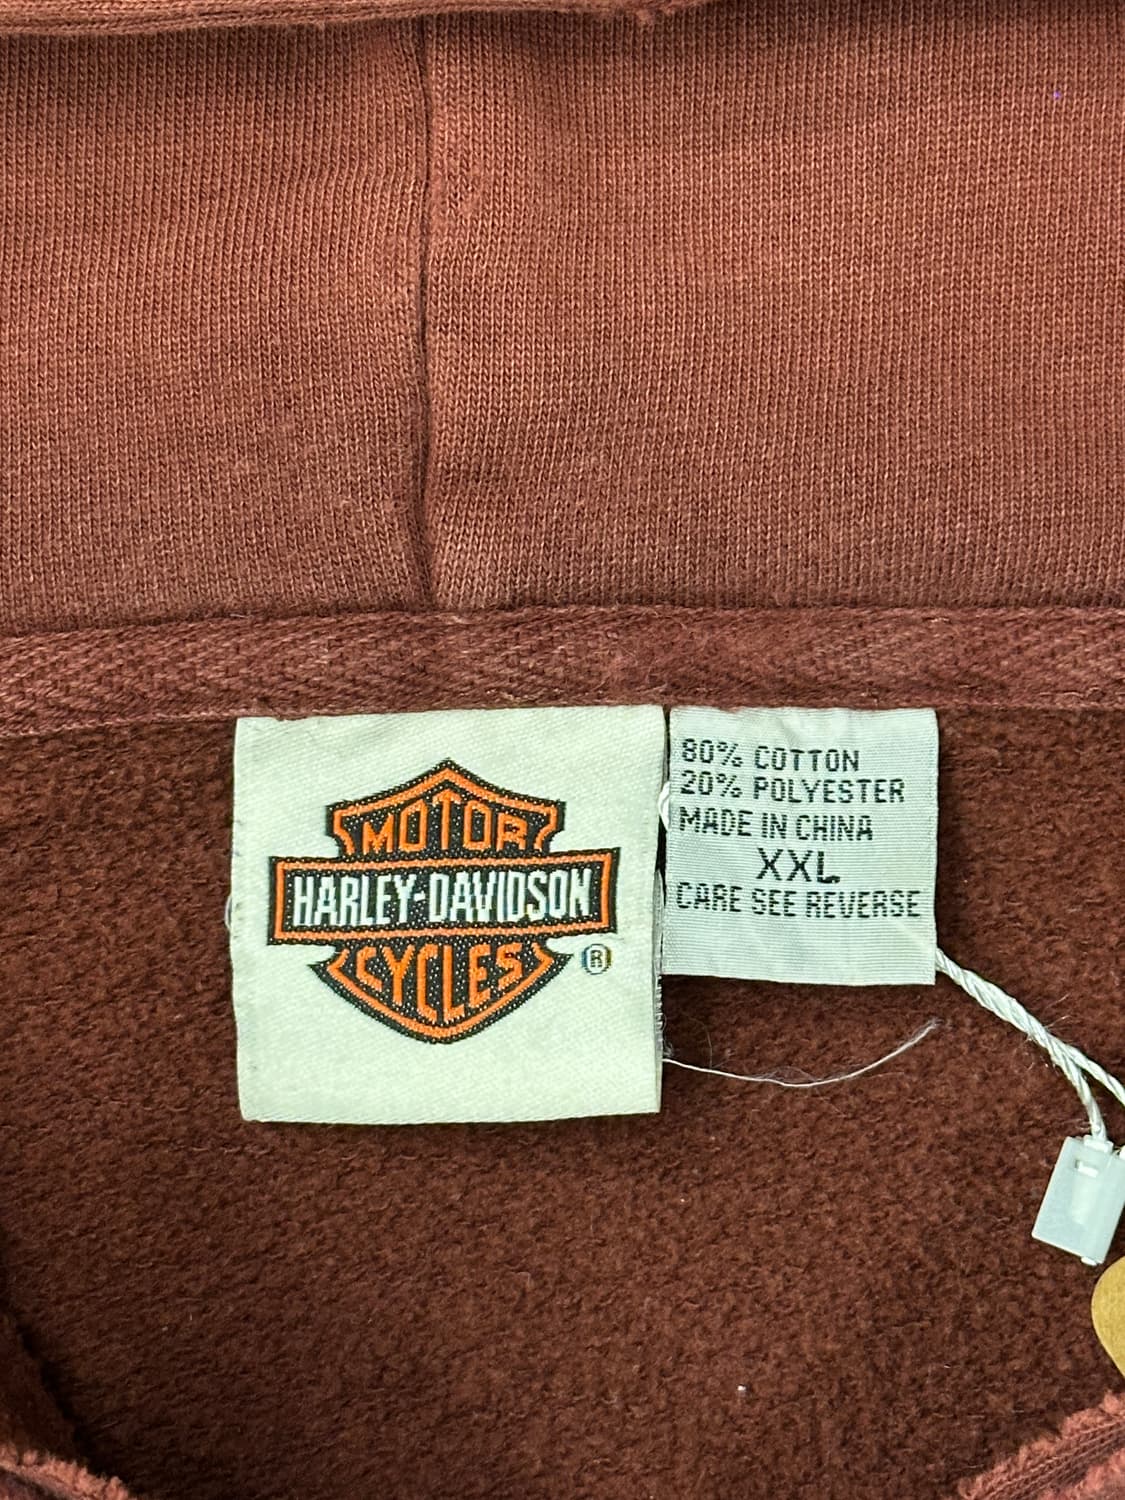 MOTOR
HARLEY-DAVIDSON
CYCLES
®
80% COTTON
20% POLYESTER
MADE IN CHINA
XXL
CARE SEE REVERSE